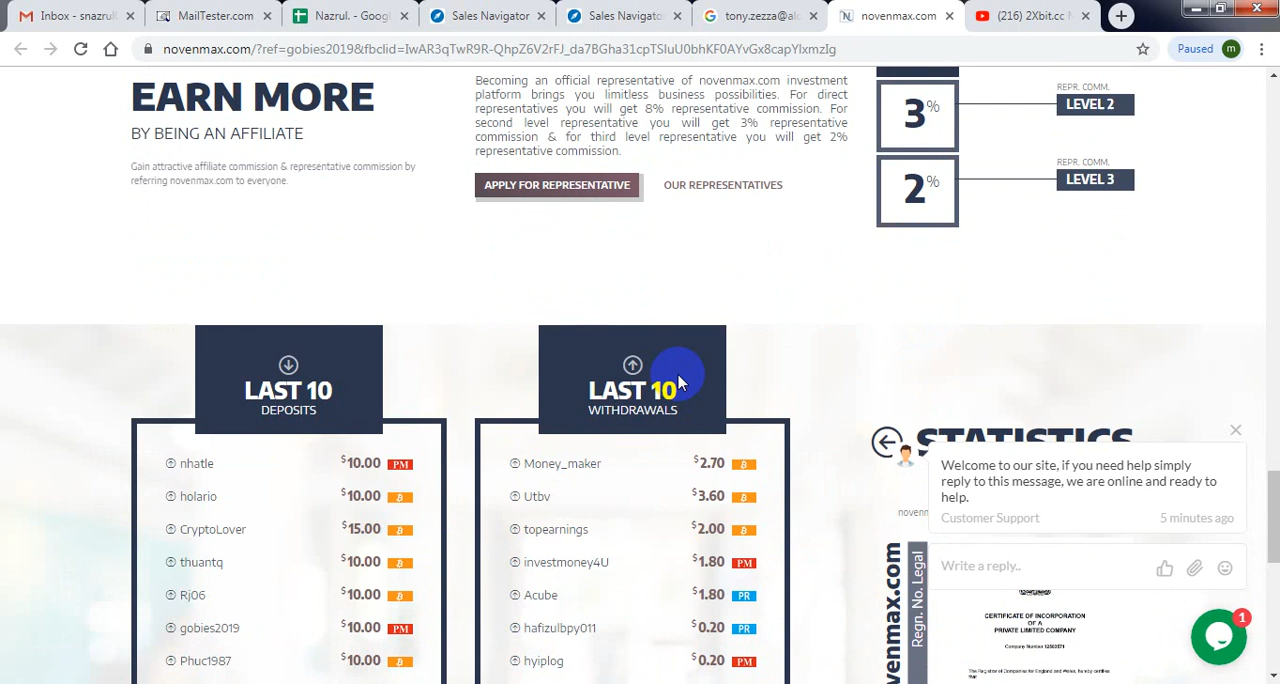 Inbox - snazrul
MailTester.com
Nazrul. - Googl
Sales Navigator
Sales Navigato
tony.zezza@alc
novenmax.com
(216) 2Xbit.cc M
novenmax.com/?ref=gobies2019&fbclid=IwAR3qTwR9R-QhpZ6V2rFJ_da7BGha31cpTSIuU0bhKF0AYvGx8capYlxmzIg
Paused
m
EARN MORE
BY BEING AN AFFILIATE
Gain attractive affiliate commission & representative commission by
referring novenmax.com to everyone.
Becoming an official representative of novenmax.com investment
platform brings you limitless business possibilities. For direct
representatives you will get 8% representative commission. For
second level representative you will get 3% representative
commission & for third level representative you will get 2%
representative commission.
APPLY FOR REPRESENTATIVE
OUR REPRESENTATIVES
3%
REPR. COMM.
LEVEL 2
2%
REPR. COMM.
LEVEL 3
LAST 10
DEPOSITS
nhatle $10.00 PM
holario $10.00
CryptoLover $15.00
thuantq $10.00
Rj06 $10.00
gobies2019 $10.00 PM
Phuc1987 $10.00
LAST 10
WITHDRAWALS
Money_maker $2.70
Utbv $3.60
topearnings $2.00
investmoney4U $1.80 PM
Acube $1.80 PR
hafizulbpy011 $0.20 PR
hyiplog $0.20 PM
STATISTICS
noven
novenmax.com
Regn. No. Legal
Welcome to our site, if you need help simply
reply to this message, we are online and ready to
help.
Customer Support
5 minutes ago
Write a reply..
1
CERTIFICATE OF INCORPORATION
OF A
PRIVATE LIMITED COMPANY